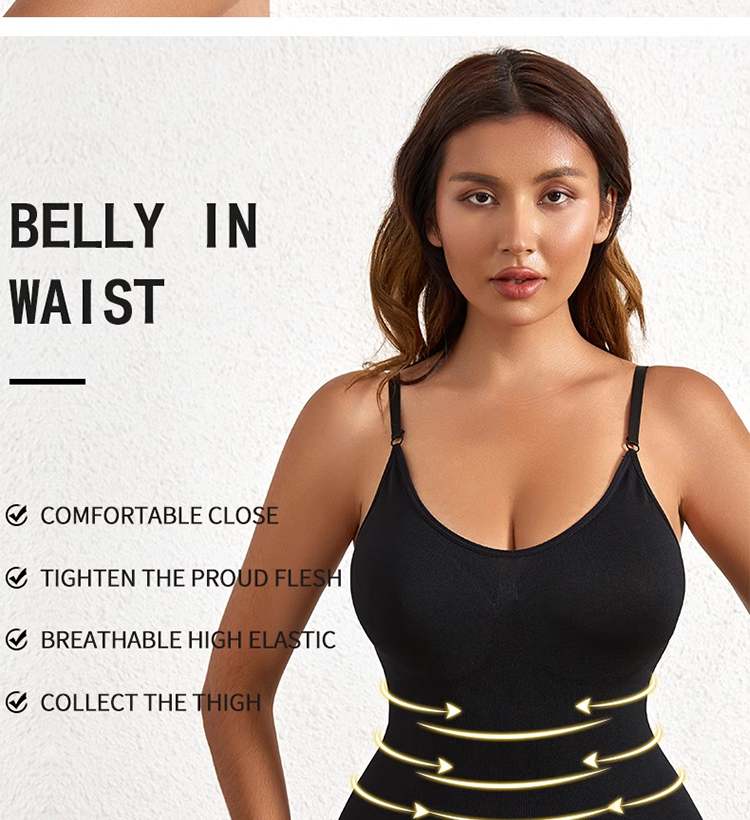 BELLY IN
WAIST
COMFORTABLE CLOSE
TIGHTEN THE PROUD FLESH
BREATHABLE HIGH ELASTIC
COLLECT THE THIGH